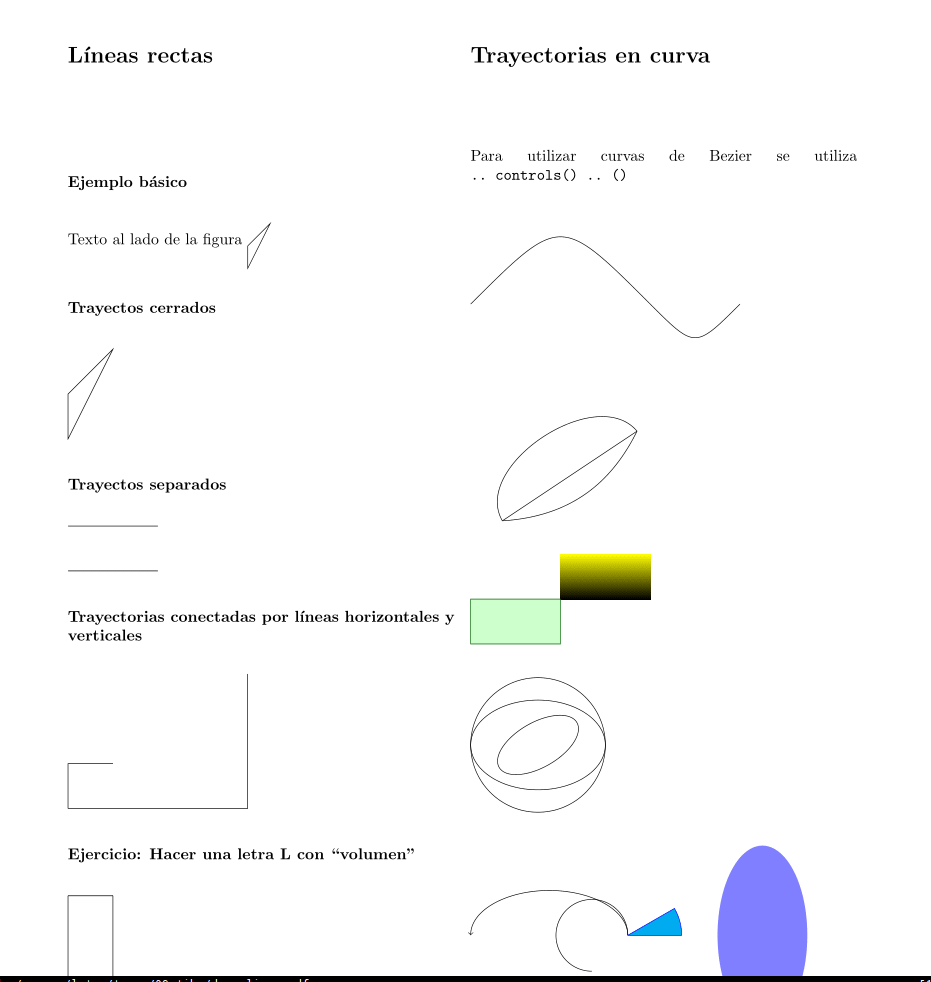 Líneas rectas
Ejemplo básico
Texto al lado de la figura
Trayectos cerrados
Trayectos separados
Trayectorias conectadas por líneas horizontales y
verticales
Ejercicio: Hacer una letra L con “volumen”
Trayectorias en curva
Para utilizar curvas de Bezier se utiliza
.. controls() .. ()